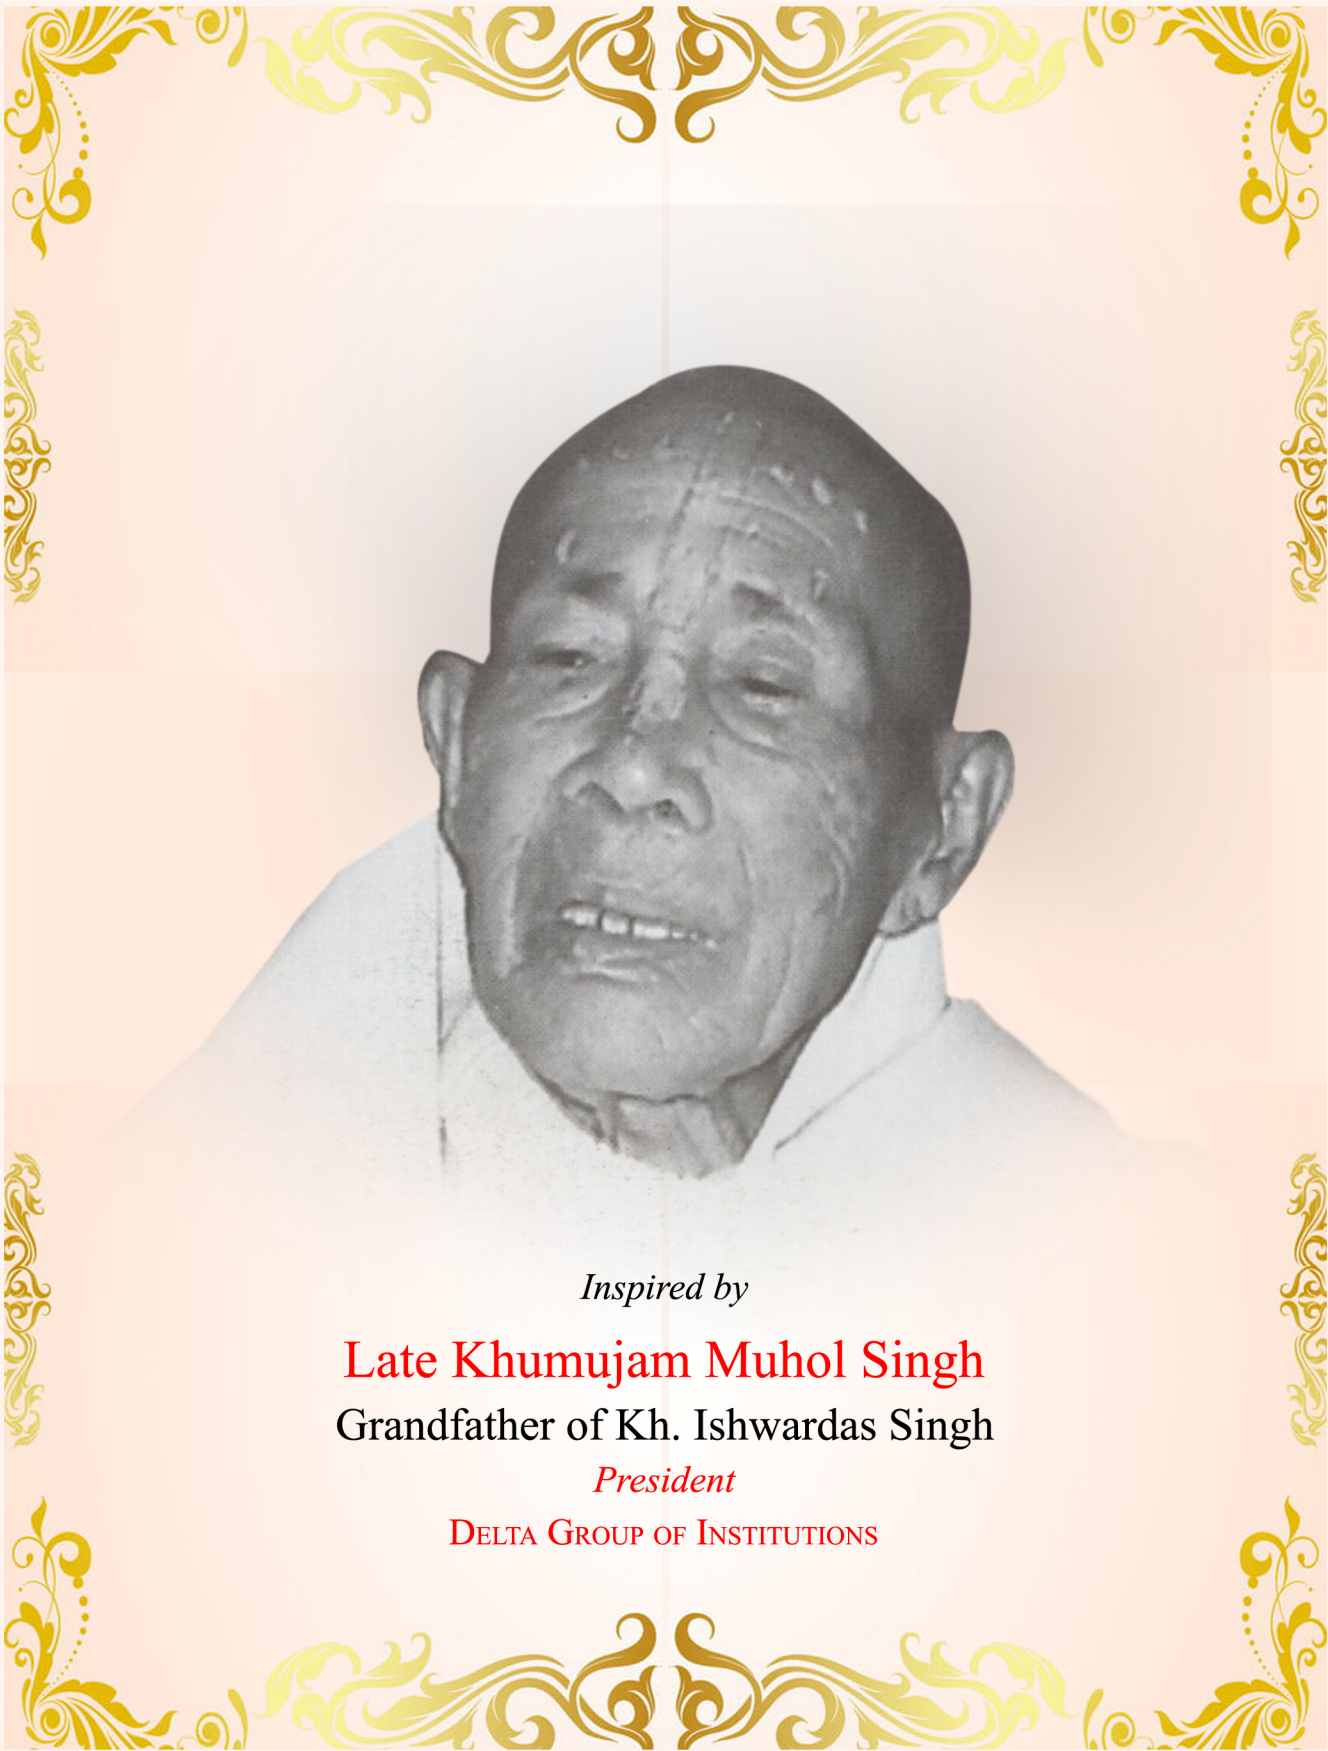 Inspired by
Late Khumujam Muhol Singh
Grandfather of Kh. Ishwardas Singh
President
DELTA GROUP OF INSTITUTIONS